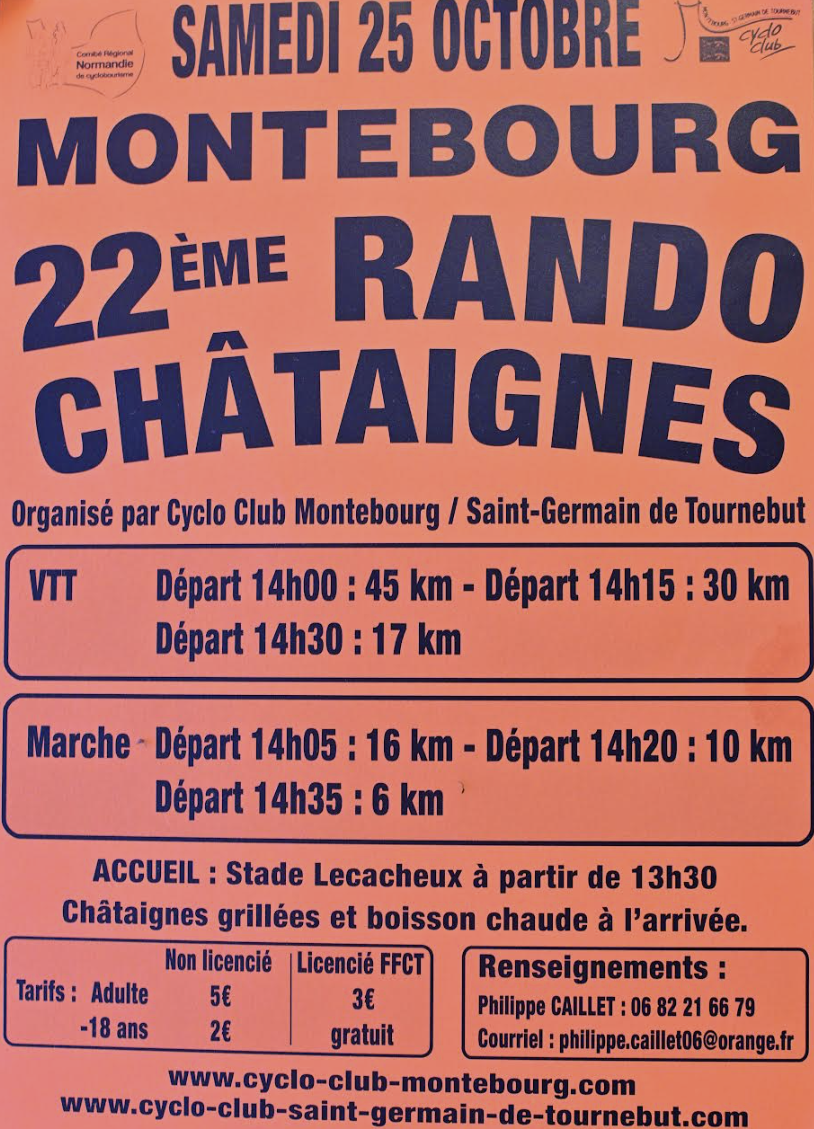 Comité Régional
Normandie
de cyclotourisme
SAMEDI 25 OCTOBRE
MONTEBOURG ST GERMAIN DE TOURNEBUT
cyclo
club
MONTEBOURG
22ÈME RANDO
CHÂTAIGNES
Organisé par Cyclo Club Montebourg / Saint-Germain de Tournebut
VTT Départ 14h00 : 45 km - Départ 14h15 : 30 km
Départ 14h30 : 17 km
Marche Départ 14h05 : 16 km - Départ 14h20 : 10 km
Départ 14h35 : 6 km
ACCUEIL : Stade Lecacheux à partir de 13h30
Châtaignes grillées et boisson chaude à l'arrivée.
Non licencié Licencié FFCT
Tarifs : Adulte 5€ 3€
-18 ans 2€ gratuit
Renseignements :
Philippe CAILLET : 06 82 21 66 79
Courriel : philippe.caillet06@orange.fr
www.cyclo-club-montebourg.com
www.cyclo-club-saint-germain-de-tournebut.com